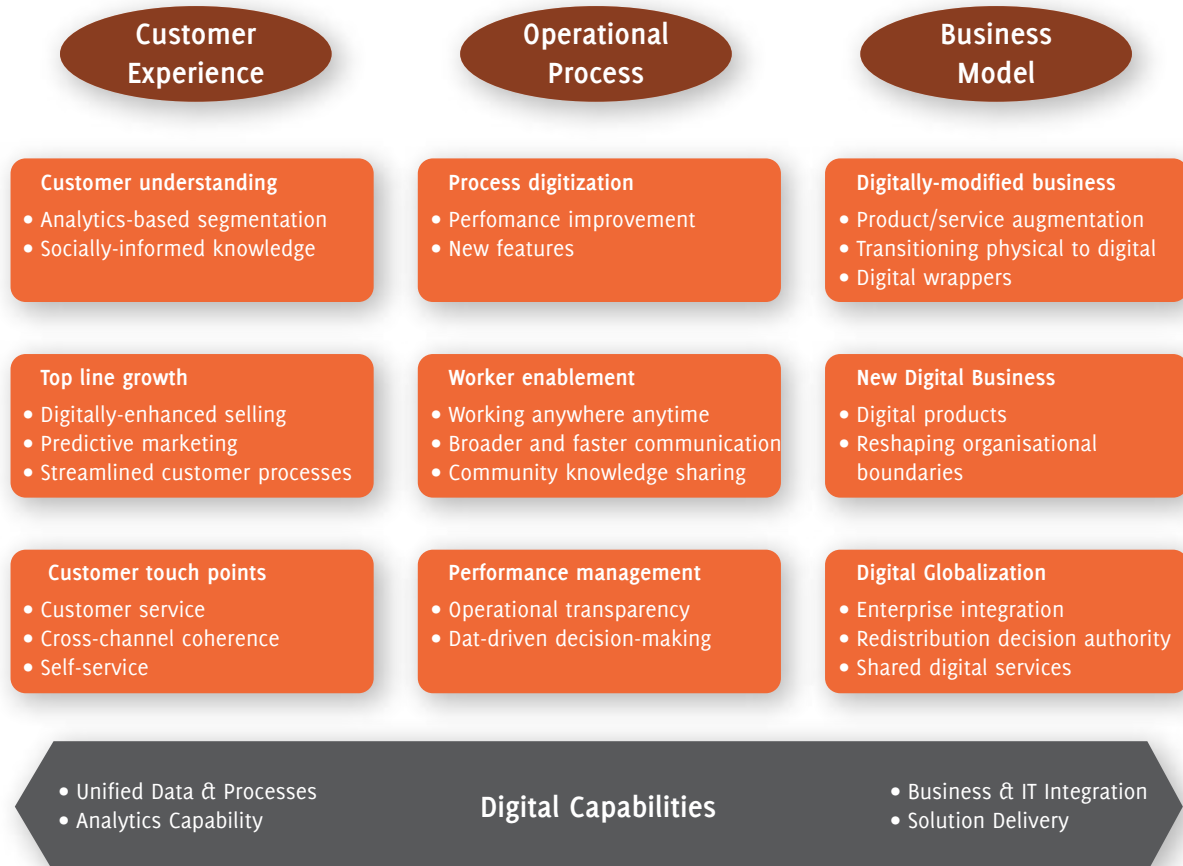 Customer
Experience
Operational
Process
Business
Model
Customer understanding
• Analytics-based segmentation
• Socially-informed knowledge
Process digitization
• Perfomance improvement
• New features
Digitally-modified business
• Product/service augmentation
• Transitioning physical to digital
• Digital wrappers
Top line growth
• Digitally-enhanced selling
• Predictive marketing
• Streamlined customer processes
Worker enablement
• Working anywhere anytime
• Broader and faster communication
• Community knowledge sharing
New Digital Business
• Digital products
• Reshaping organisational
boundaries
Customer touch points
• Customer service
• Cross-channel coherence
• Self-service
Performance management
• Operational transparency
• Dat-driven decision-making
Digital Globalization
• Enterprise integration
• Redistribution decision authority
• Shared digital services
• Unified Data & Processes
• Analytics Capability
Digital Capabilities
• Business & IT Integration
• Solution Delivery